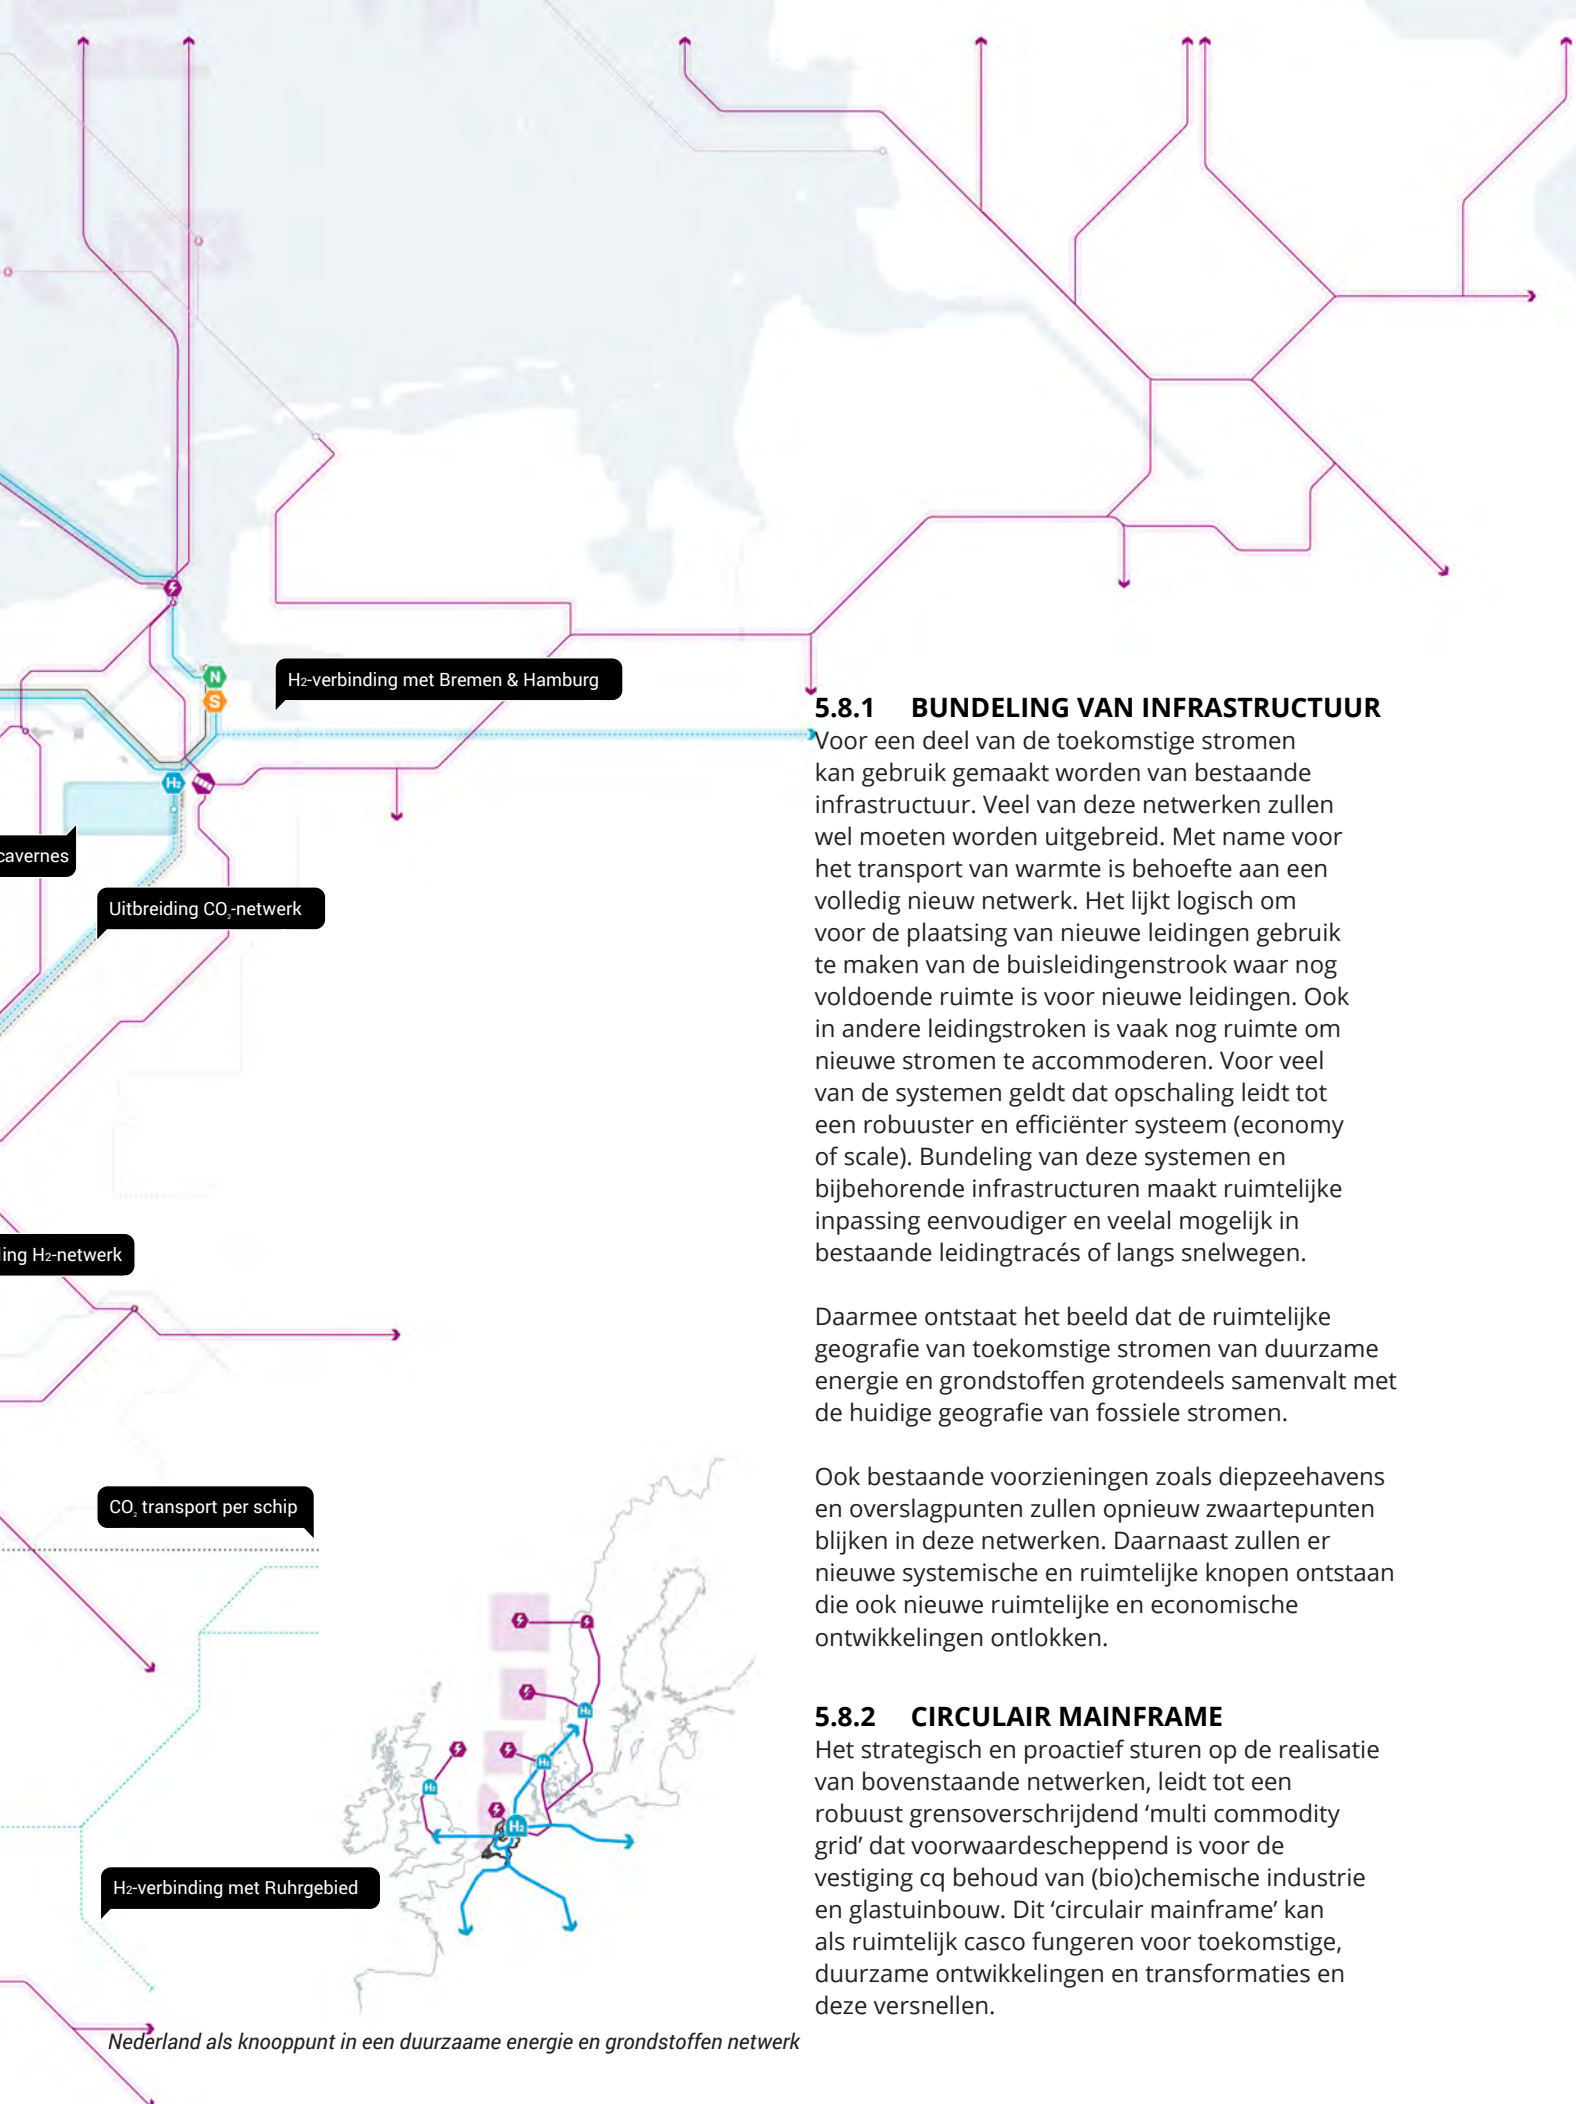 H2-verbinding met Bremen & Hamburg
N
S
H2
cavernes
Uitbreiding CO2-netwerk
ling H2-netwerk
CO2 transport per schip
H2
H2
H2
H2
H2-verbinding met Ruhrgebied
Nederland als knooppunt in een duurzaame energie en grondstoffen netwerk
5.8.1 BUNDELING VAN INFRASTRUCTUUR
Voor een deel van de toekomstige stromen
kan gebruik gemaakt worden van bestaande
infrastructuur. Veel van deze netwerken zullen
wel moeten worden uitgebreid. Met name voor
het transport van warmte is behoefte aan een
volledig nieuw netwerk. Het lijkt logisch om
voor de plaatsing van nieuwe leidingen gebruik
te maken van de buisleidingenstrook waar nog
voldoende ruimte is voor nieuwe leidingen. Ook
in andere leidingstroken is vaak nog ruimte om
nieuwe stromen te accommoderen. Voor veel
van de systemen geldt dat opschaling leidt tot
een robuuster en efficiënter systeem (economy
of scale). Bundeling van deze systemen en
bijbehorende infrastructuren maakt ruimtelijke
inpassing eenvoudiger en veelal mogelijk in
bestaande leidingtracés of langs snelwegen.
Daarmee ontstaat het beeld dat de ruimtelijke
geografie van toekomstige stromen van duurzame
energie en grondstoffen grotendeels samenvalt met
de huidige geografie van fossiele stromen.
Ook bestaande voorzieningen zoals diepzeehavens
en overslagpunten zullen opnieuw zwaartepunten
blijken in deze netwerken. Daarnaast zullen er
nieuwe systemische en ruimtelijke knopen ontstaan
die ook nieuwe ruimtelijke en economische
ontwikkelingen ontlokken.
5.8.2 CIRCULAIR MAINFRAME
Het strategisch en proactief sturen op de realisatie
van bovenstaande netwerken, leidt tot een
robuust grensoverschrijdend ‘multi commodity
grid’ dat voorwaardescheppend is voor de
vestiging cq behoud van (bio)chemische industrie
en glastuinbouw. Dit ‘circulair mainframe’ kan
als ruimtelijk casco fungeren voor toekomstige,
duurzame ontwikkelingen en transformaties en
deze versnellen.